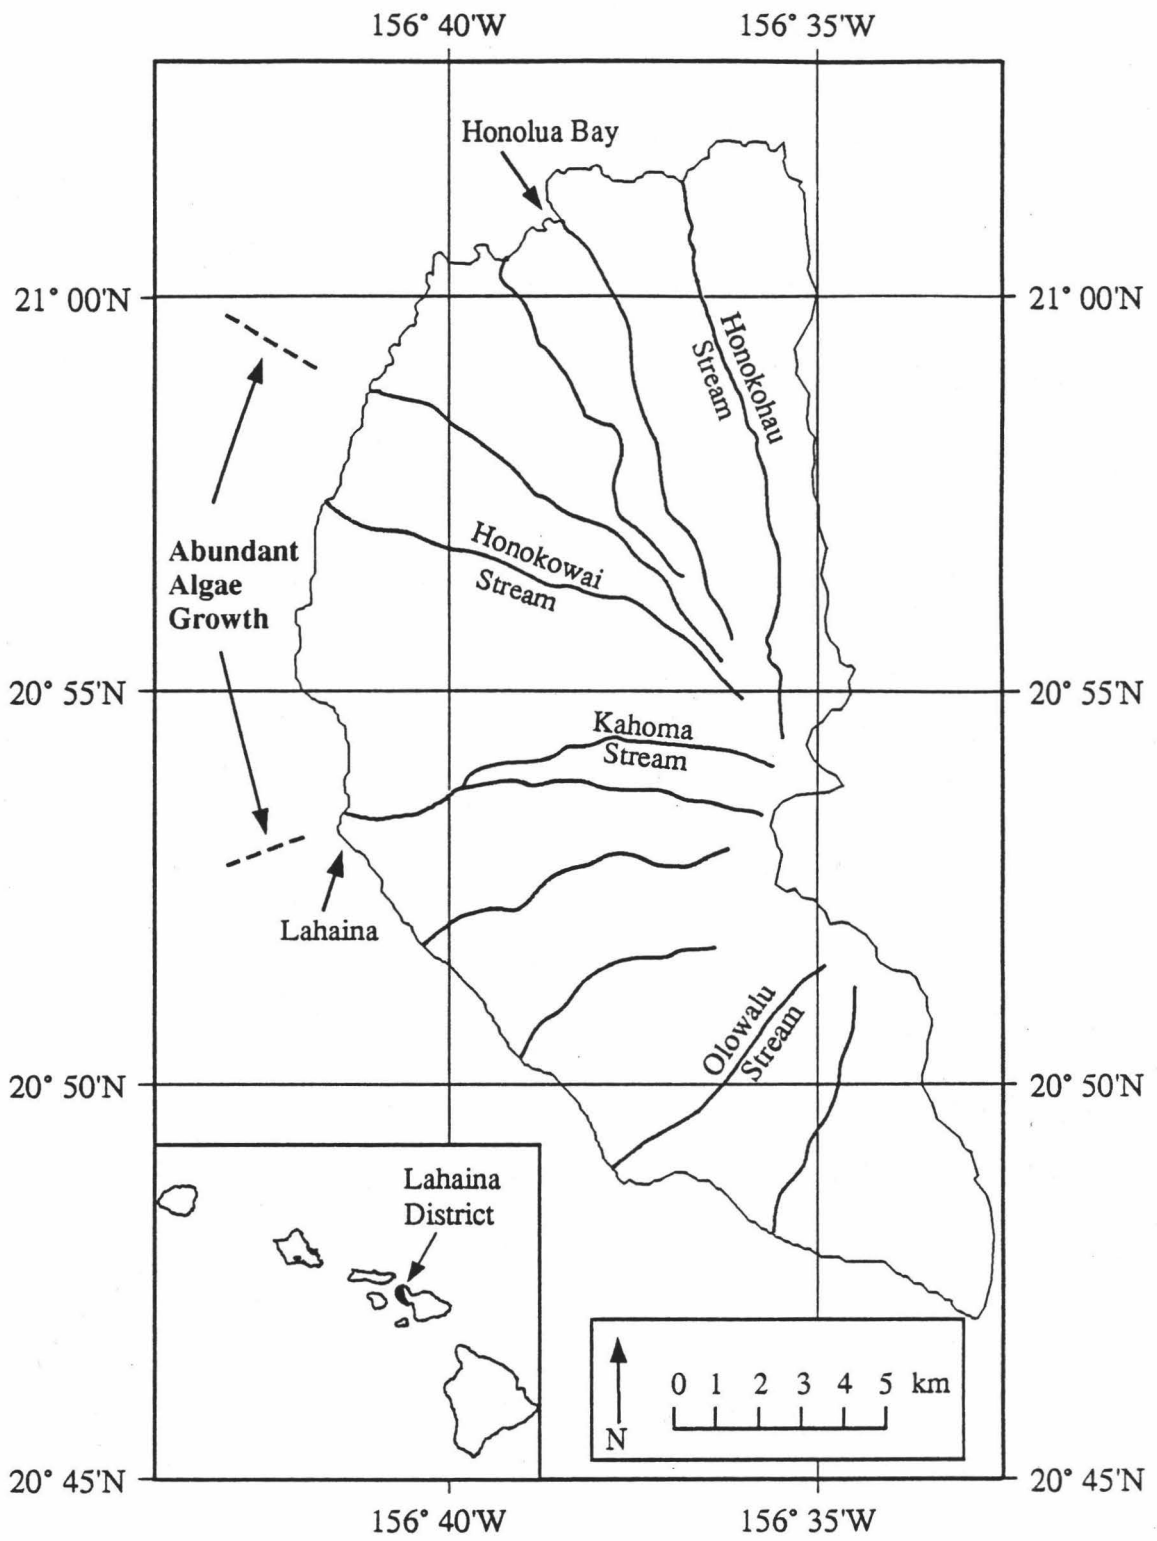 156° 40'W
156° 35'W
Honolua Bay
21° 00'N
21° 00'N
Honokohau
Stream
Abundant
Algae
Growth
Honokowai
Stream
20° 55'N
20° 55'N
Kahoma
Stream
Lahaina
Olowalu
Stream
20° 50'N
20° 50'N
Lahaina
District
0 1 2 3 4 5 km
N
20° 45'N
20° 45'N
156° 40'W
156° 35'W